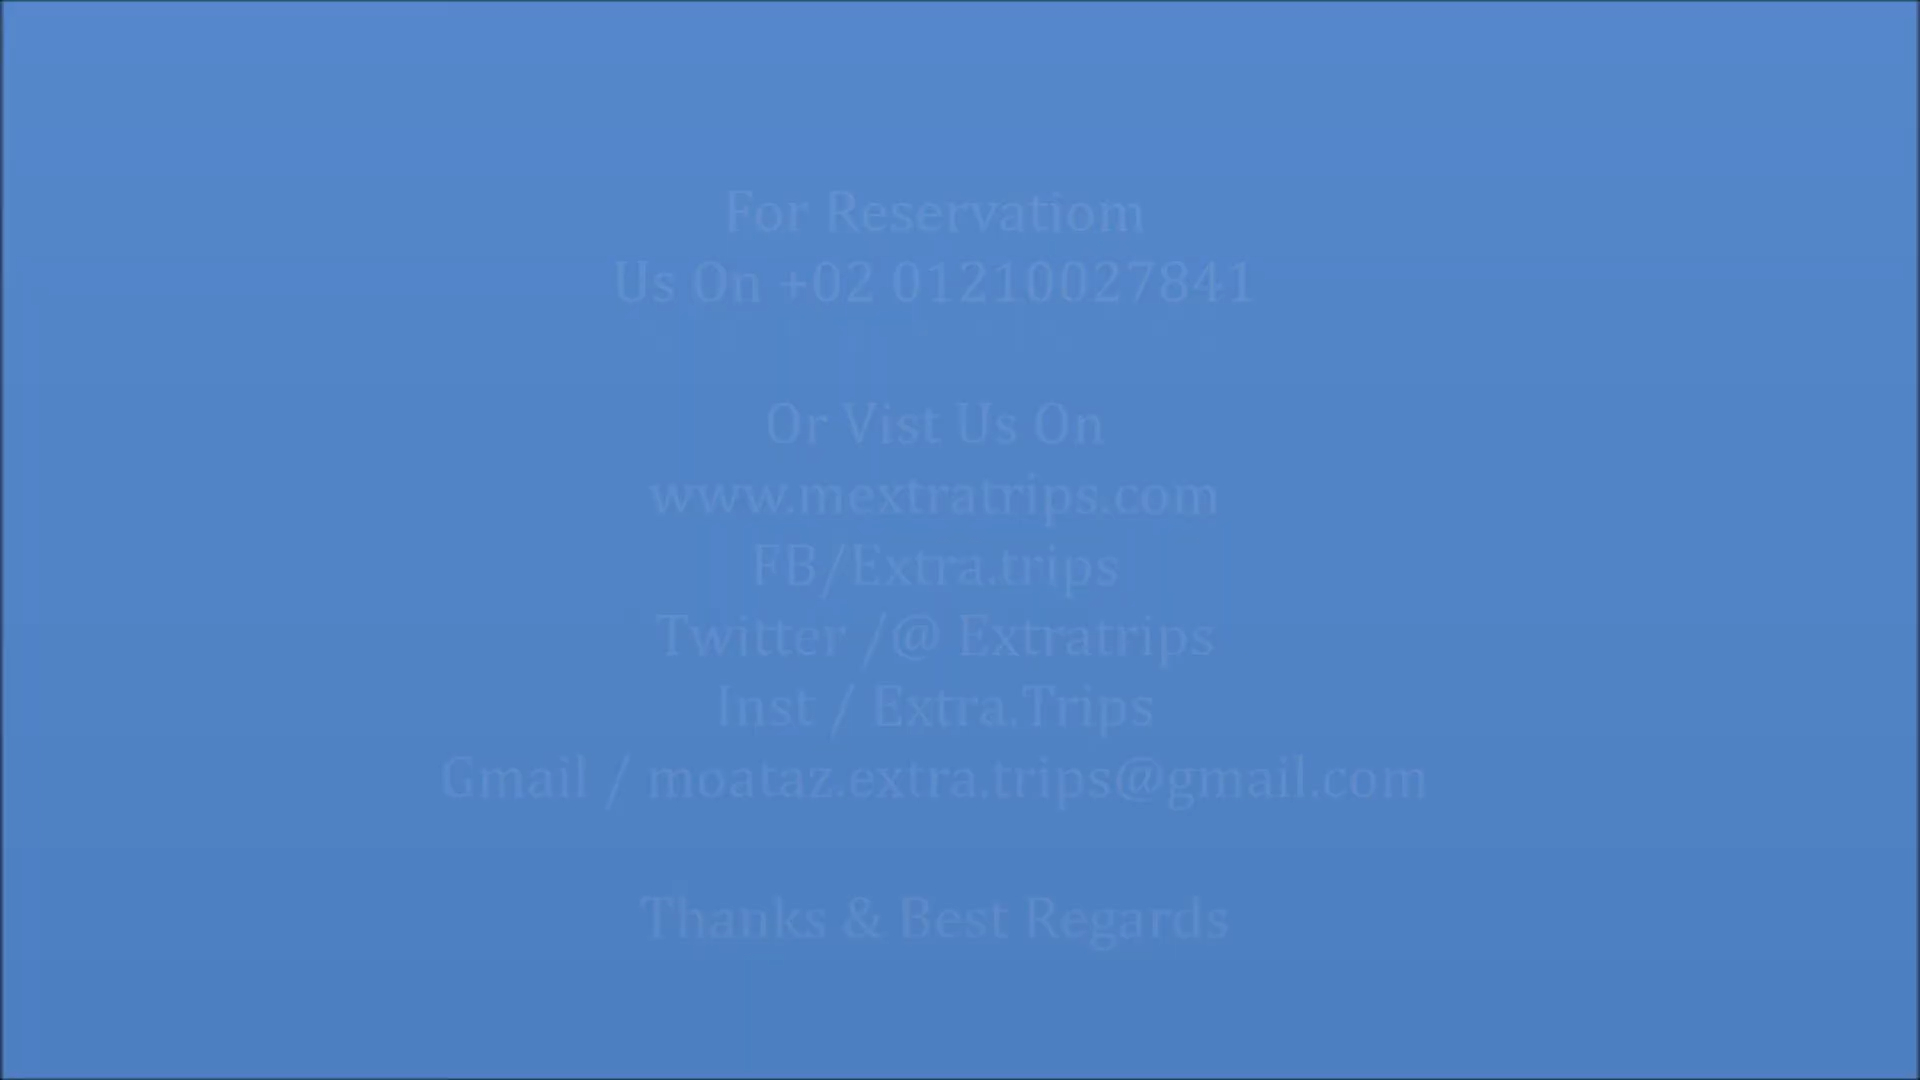 For Reservatiom
Us On +02 01210027841
Or Vist Us On
www.mextratrips.com
FB/Extra.trips
Twitter /@ Extratrips
Inst / Extra.Trips
Gmail / moataz.extra.trips@gmail.com
Thanks & Best Regards